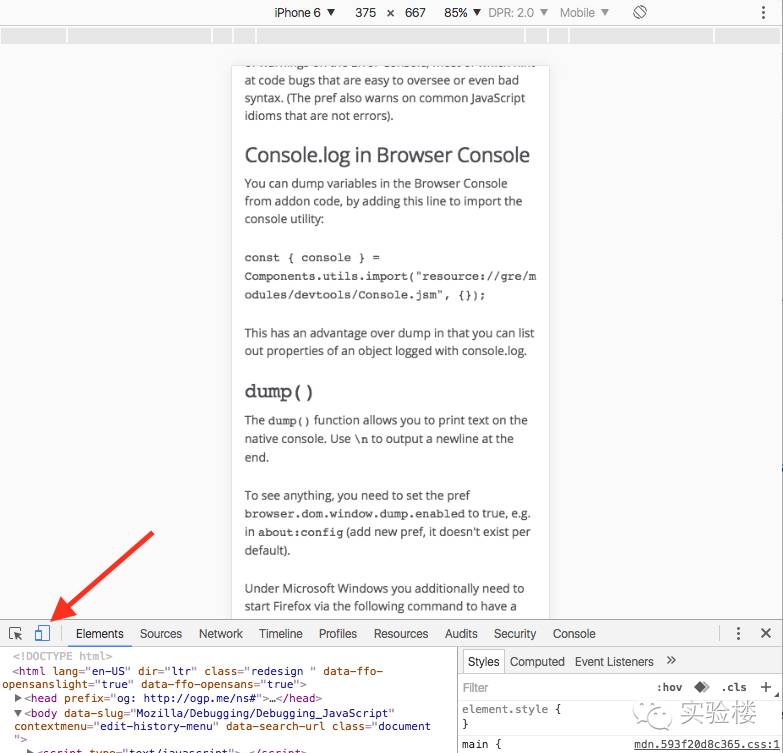 iPhone 6 ▼ 375 × 667 85% ▼ DPR: 2.0 ▼ Mobile ▼
at code bugs that are easy to oversee or even bad
syntax. (The pref also warns on common JavaScript
idioms that are not errors).
Console.log in Browser Console
You can dump variables in the Browser Console
from addon code, by adding this line to import the
console utility:
const { console } =
Components.utils.import("resource://gre/m
odules/devtools/Console.jsm", {});
This has an advantage over dump in that you can list
out properties of an object logged with console.log.
dump()
The dump() function allows you to print text on the
native console. Use \n to output a newline at the
end.
To see anything, you need to set the pref
browser.dom.window.dump.enabled to true, e.g.
in about:config (add new pref, it doesn't exist per
default).
Under Microsoft Windows you additionally need to
start Firefox via the following command to have a
Elements Sources Network Timeline Profiles Resources Audits Security Console
<!DOCTYPE html>
<html lang="en-US" dir="ltr" class="redesign " data-ffo-
opensanslight="true" data-ffo-opensans="true">
▶<head prefix="og: http://ogp.me/ns#">…</head>
▼<body data-slug="Mozilla/Debugging/Debugging_JavaScript"
contextmenu="edit-history-menu" data-search-url class="document
">
▶<script type="text/javascript">…</script>
Styles Computed Event Listeners »
Filter :hov .cls +
element.style {
}
main { mdn.593f20d8c365.css:1
实验楼